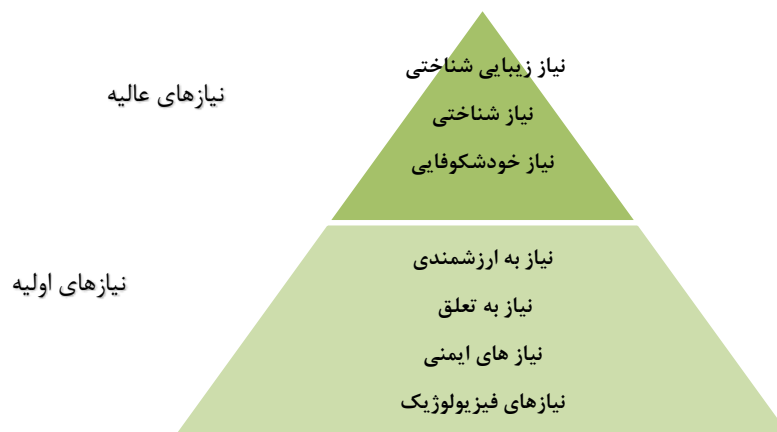 نیازهای عالیه
نیاز زیبایی شناختی
نیاز شناختی
نیاز خودشکوفایی
نیازهای اولیه
نیاز به ارزشمندی
نیاز به تعلق
نیاز های ایمنی
نیازهای فیزیولوژیک